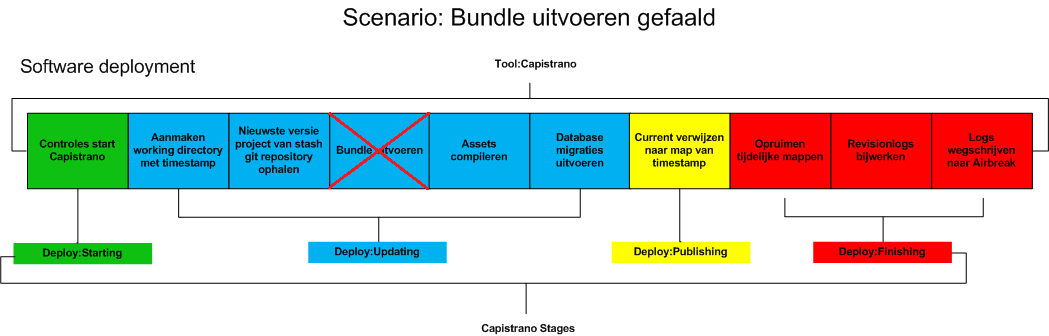 Scenario: Bundle uitvoeren gefaald
Software deployment
Tool:Capistrano
Controles start
Capistrano
Aanmaken
working directory
met timestamp
Nieuwste versie
project van stash
git repository
ophalen
Bundle uitvoeren
Assets
compileren
Database
migraties
uitvoeren
Current verwijzen
naar map van
timestamp
Opruimen
tijdelijke mappen
Revisionlogs
bijwerken
Logs
wegschrijven
naar Airbreak
Deploy:Starting
Deploy:Updating
Deploy:Publishing
Deploy:Finishing
Capistrano Stages